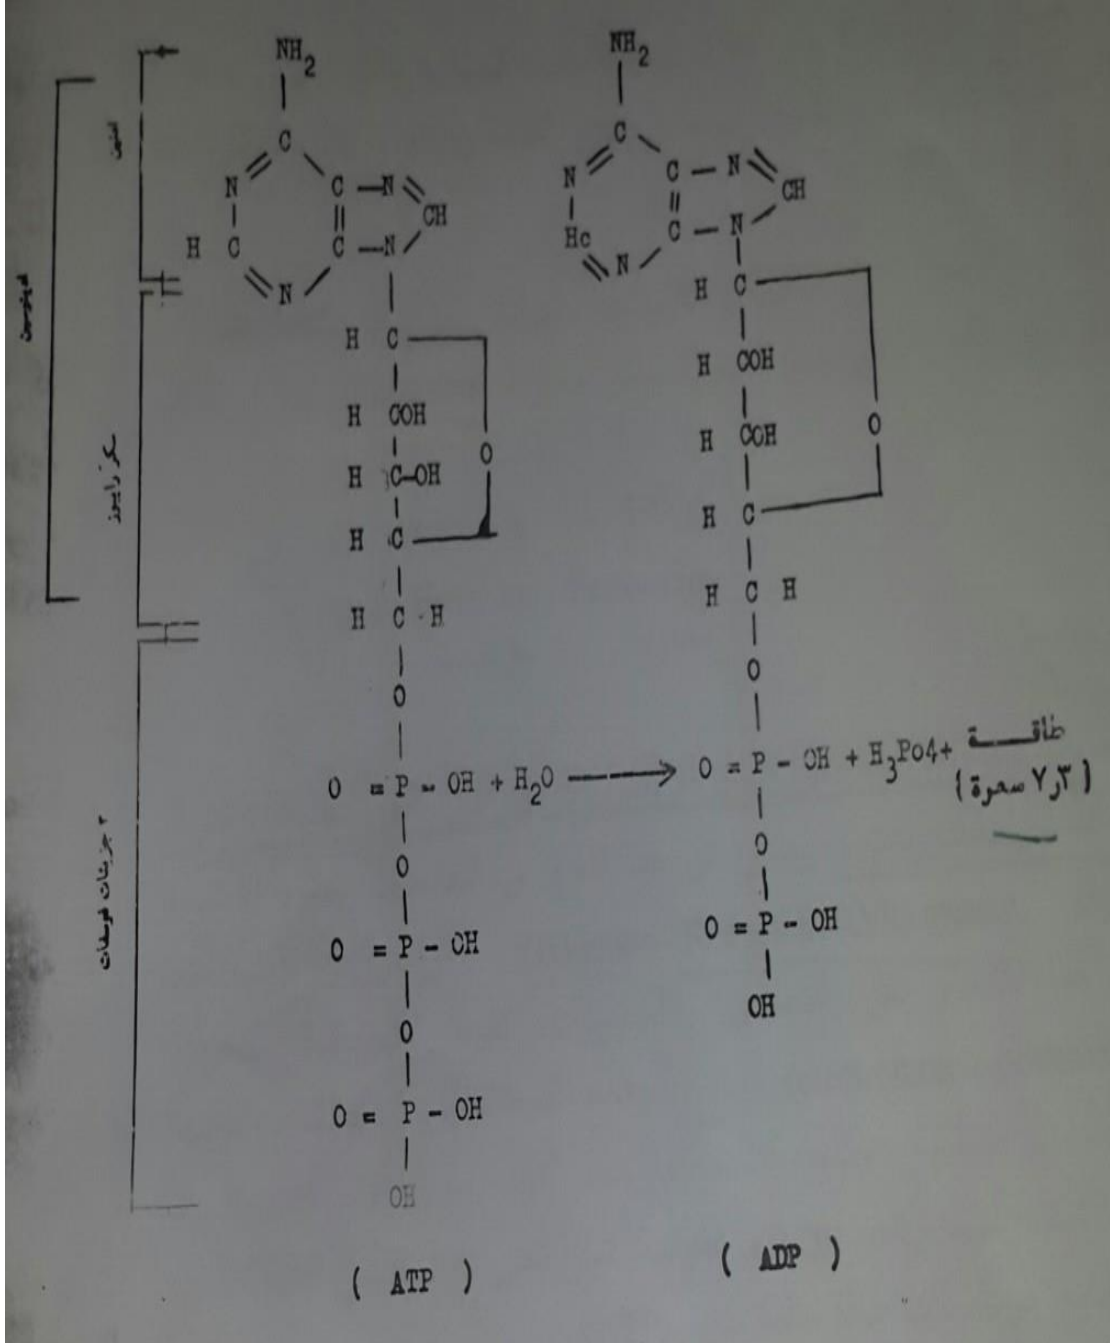 NH2 NH2
C C
N C — N N C — N
CH CH
H C C — N Hc C — N
N N
H C H C
H COH H COH
H C-OH O H COH O
H C H C
H C - H H C H
O O
O = P - OH + H2O → O = P - OH + H3Po4+ طاقـــة
(٧٫٣ سعرة)
O O
O = P - OH O = P - OH
O OH
O = P - OH
OH
( ATP ) ( ADP )
سكر رايبوز
٣ جزيئات فوسفات